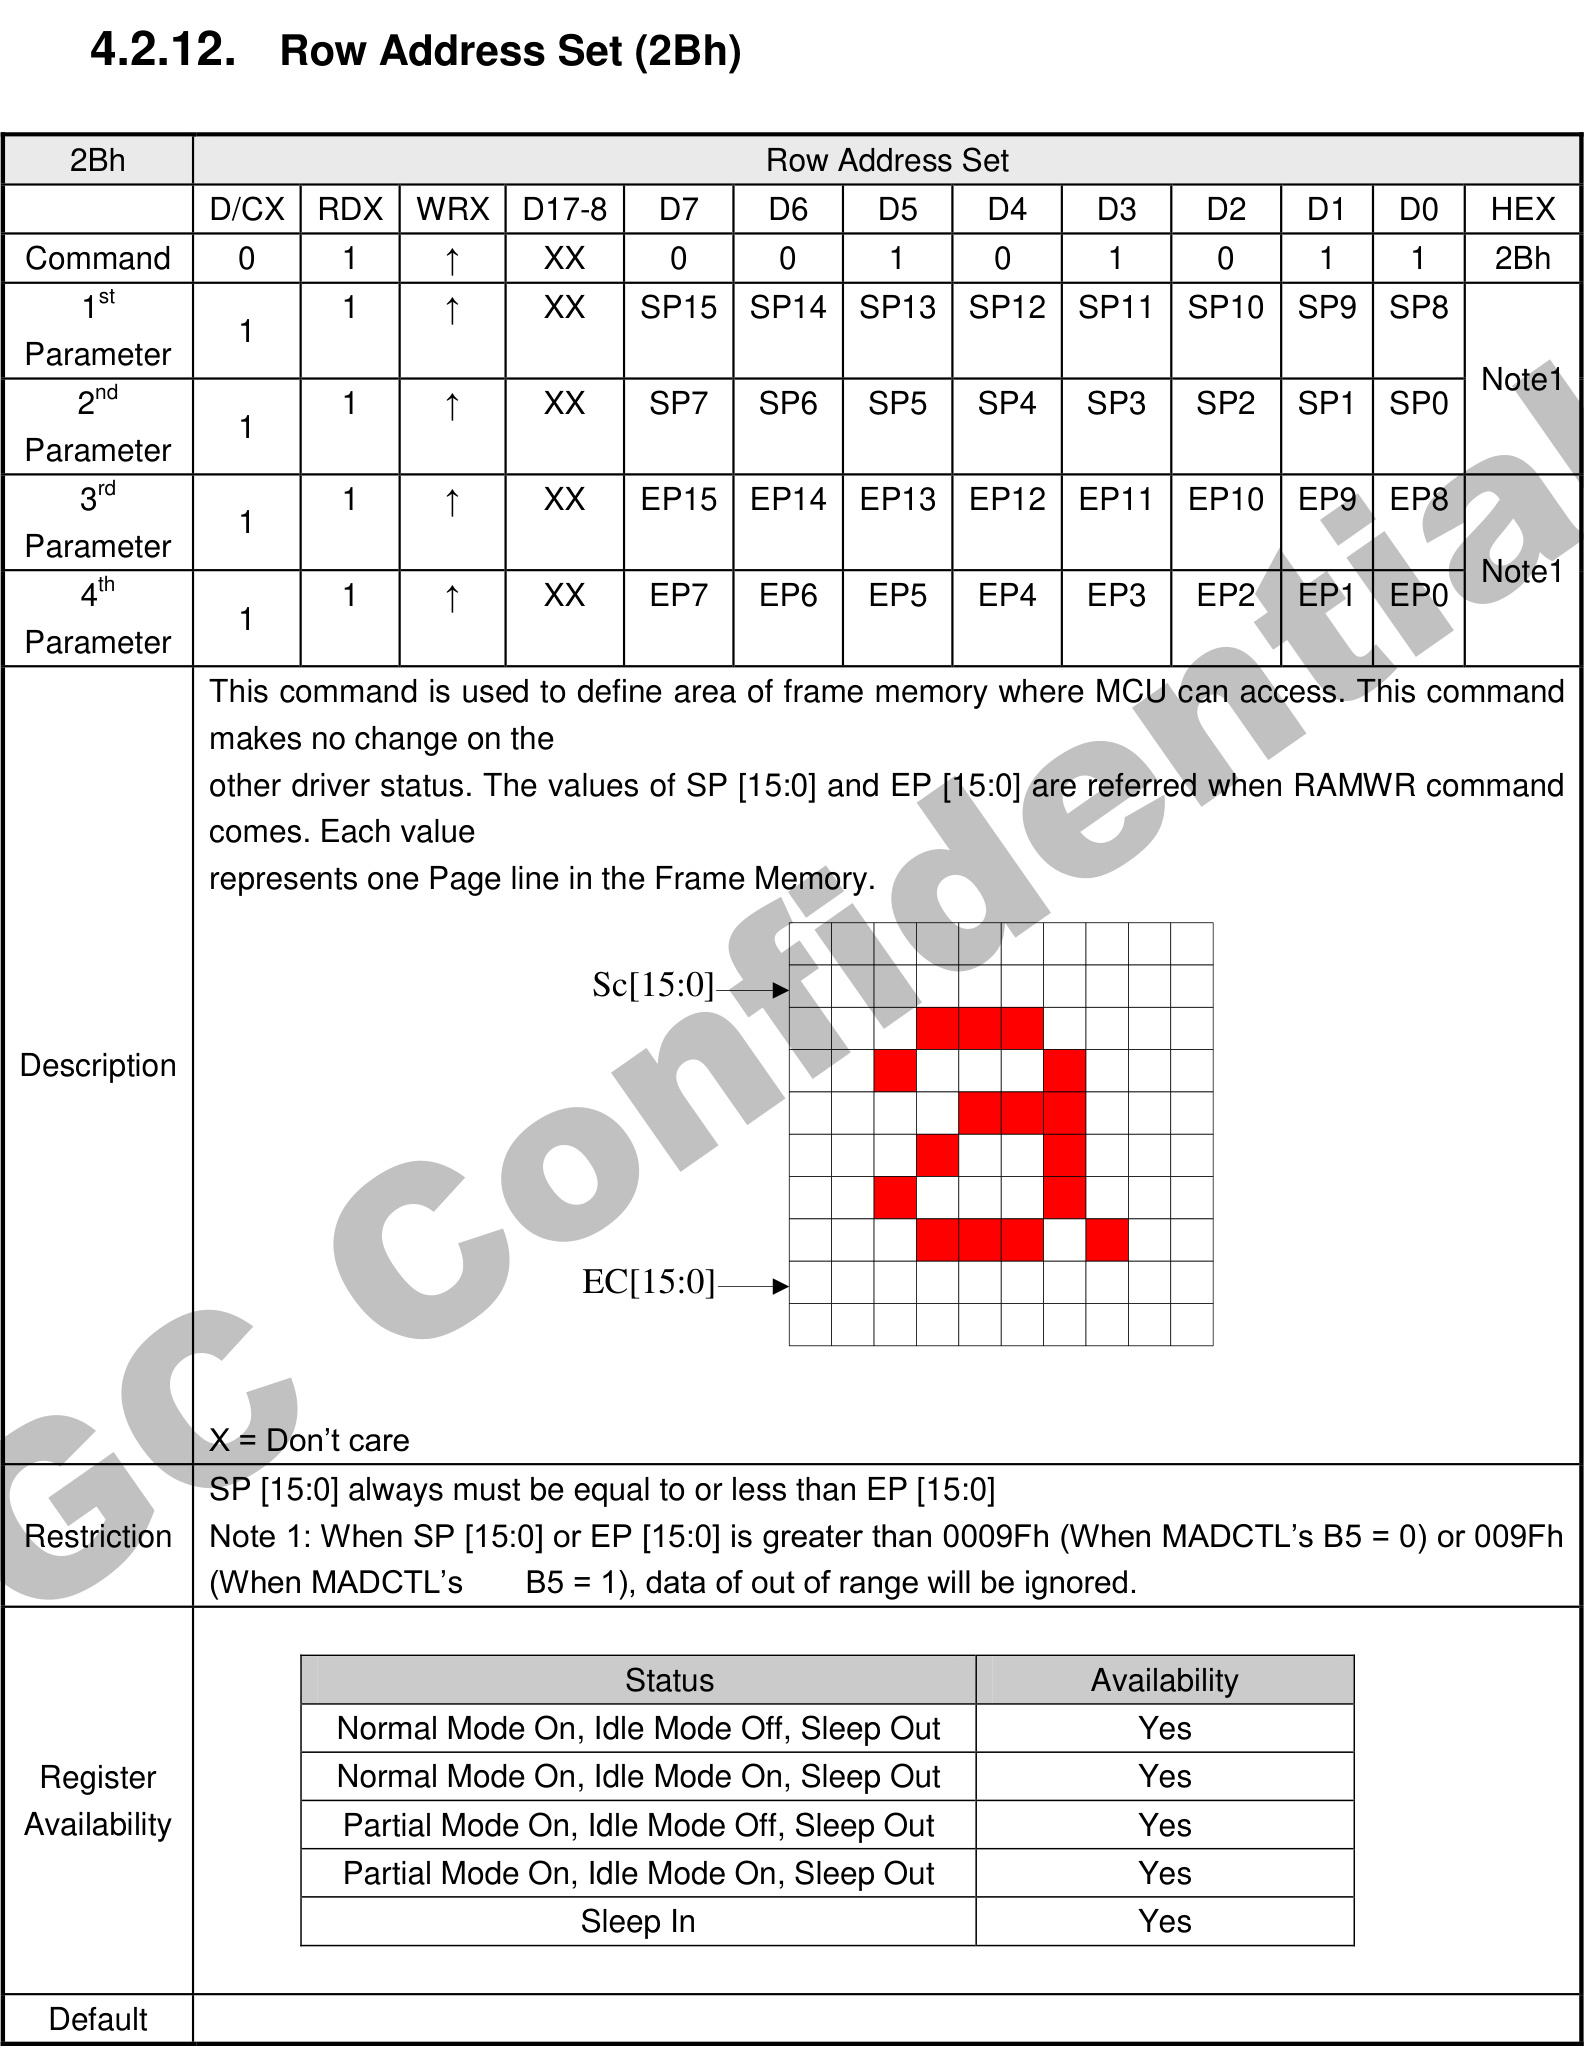 4.2.12. Row Address Set (2Bh)
2Bh Row Address Set
D/CX RDX WRX D17-8 D7 D6 D5 D4 D3 D2 D1 D0 HEX
Command 0 1 ↑ XX 0 0 1 0 1 0 1 1 2Bh
1st Parameter 1 1 ↑ XX SP15 SP14 SP13 SP12 SP11 SP10 SP9 SP8 Note1
2nd Parameter 1 1 ↑ XX SP7 SP6 SP5 SP4 SP3 SP2 SP1 SP0
3rd Parameter 1 1 ↑ XX EP15 EP14 EP13 EP12 EP11 EP10 EP9 EP8 Note1
4th Parameter 1 1 ↑ XX EP7 EP6 EP5 EP4 EP3 EP2 EP1 EP0
Description
This command is used to define area of frame memory where MCU can access. This command
makes no change on the
other driver status. The values of SP [15:0] and EP [15:0] are referred when RAMWR command
comes. Each value
represents one Page line in the Frame Memory.
Sc[15:0]
EC[15:0]
X = Don’t care
Restriction
SP [15:0] always must be equal to or less than EP [15:0]
Note 1: When SP [15:0] or EP [15:0] is greater than 0009Fh (When MADCTL’s B5 = 0) or 009Fh
(When MADCTL’s B5 = 1), data of out of range will be ignored.
Register
Availability
Status Availability
Normal Mode On, Idle Mode Off, Sleep Out Yes
Normal Mode On, Idle Mode On, Sleep Out Yes
Partial Mode On, Idle Mode Off, Sleep Out Yes
Partial Mode On, Idle Mode On, Sleep Out Yes
Sleep In Yes
Default
GC Confidential